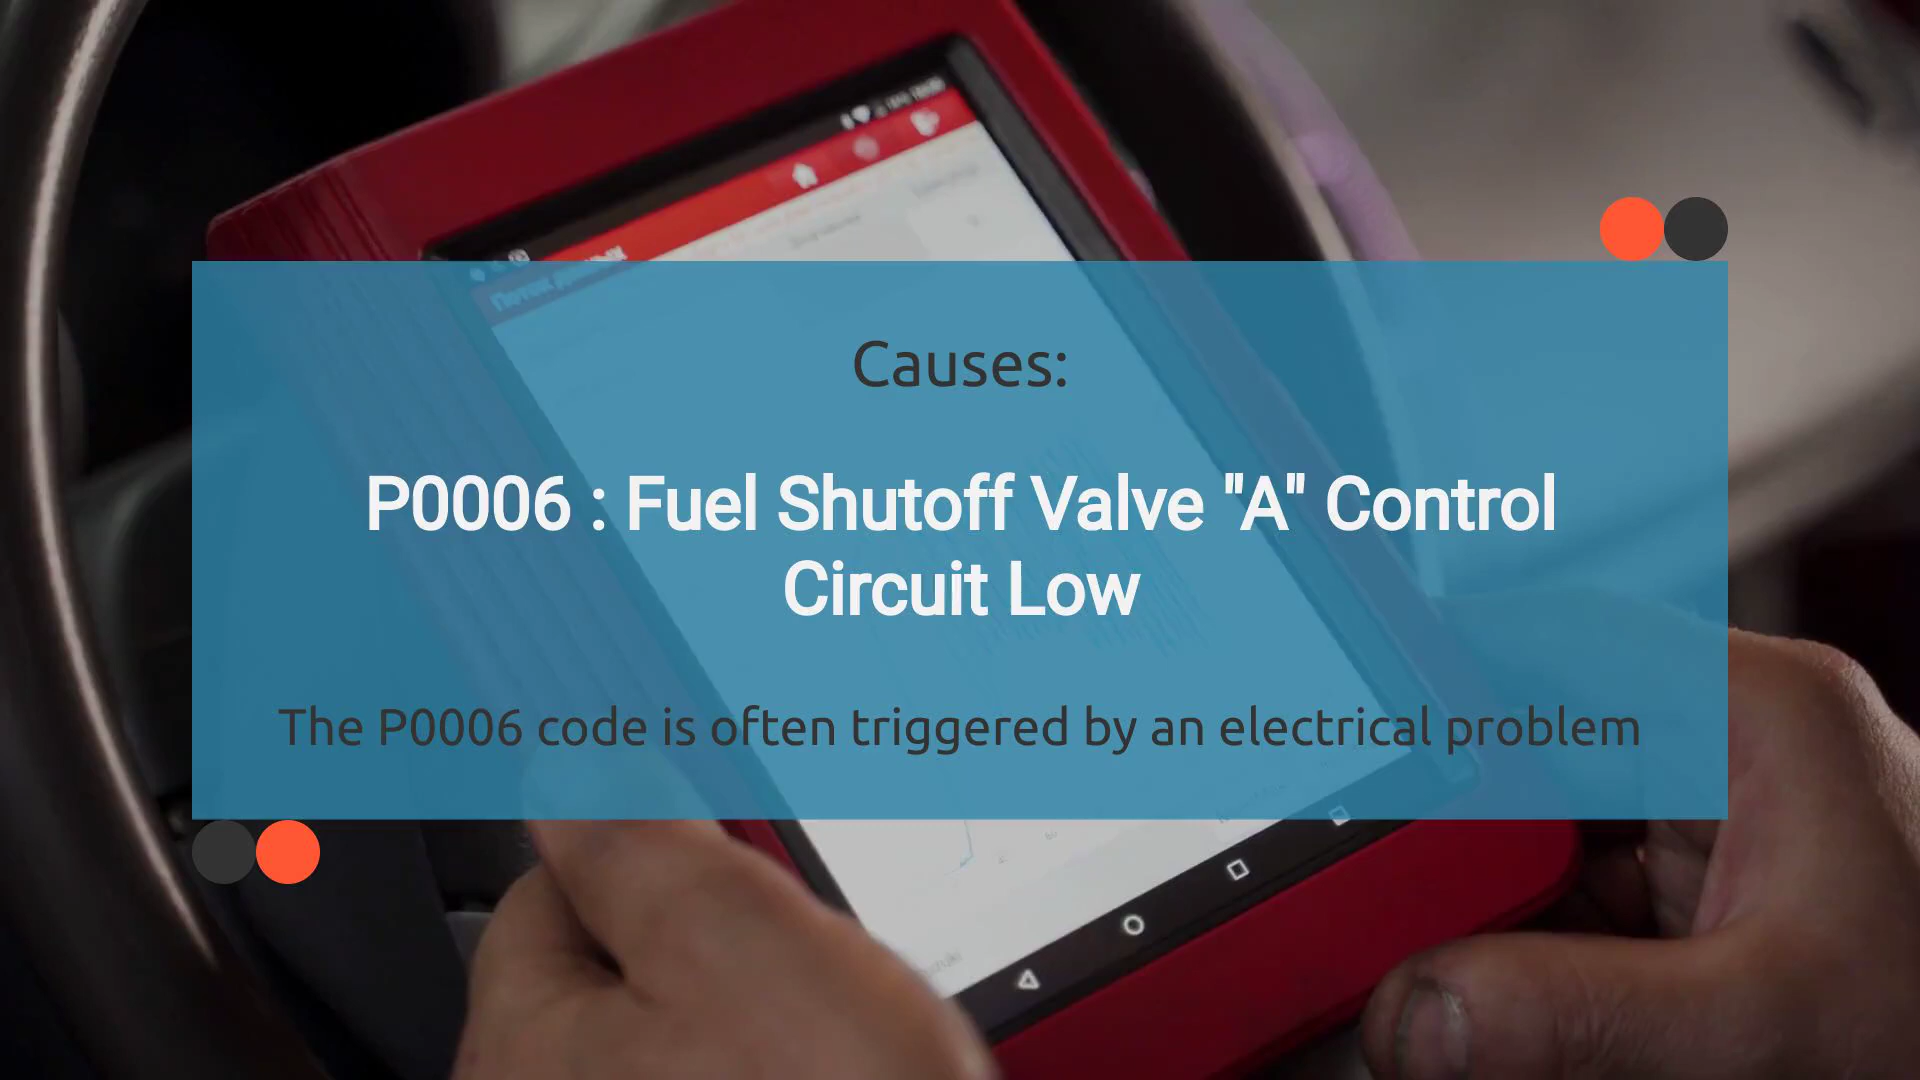 Causes:
P0006 : Fuel Shutoff Valve "A" Control
Circuit Low
The P0006 code is often triggered by an electrical problem